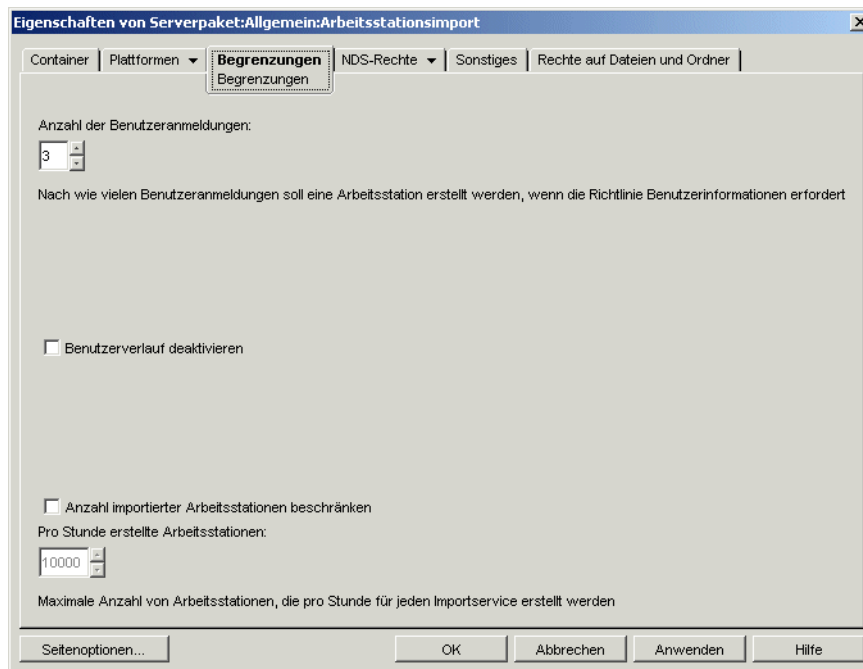 Eigenschaften von Serverpaket:Allgemein:Arbeitsstationsimport
Container Plattformen Begrenzungen NDS-Rechte Sonstiges Rechte auf Dateien und Ordner
Begrenzungen
Anzahl der Benutzeranmeldungen:
3
Nach wie vielen Benutzeranmeldungen soll eine Arbeitsstation erstellt werden, wenn die Richtlinie Benutzerinformationen erfordert
Benutzerverlauf deaktivieren
Anzahl importierter Arbeitsstationen beschränken
Pro Stunde erstellte Arbeitsstationen:
10000
Maximale Anzahl von Arbeitsstationen, die pro Stunde für jeden Importservice erstellt werden
Seitenoptionen... OK Abbrechen Anwenden Hilfe